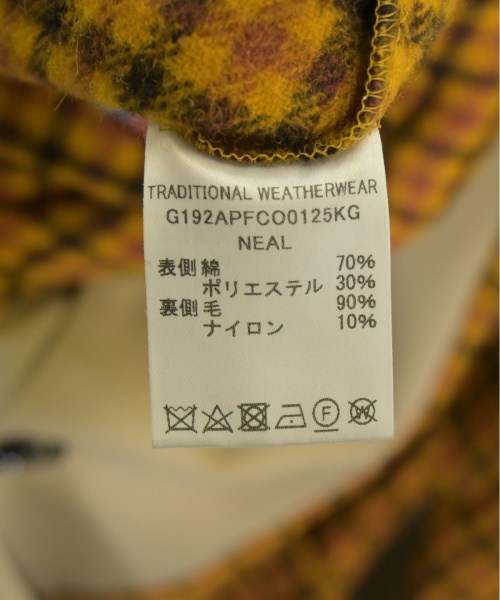 TRADITIONAL WEATHERWEAR
G192APFCO0125KG
NEAL
表側 綿 70%
ポリエステル 30%
裏側 毛 90%
ナイロン 10%
F W